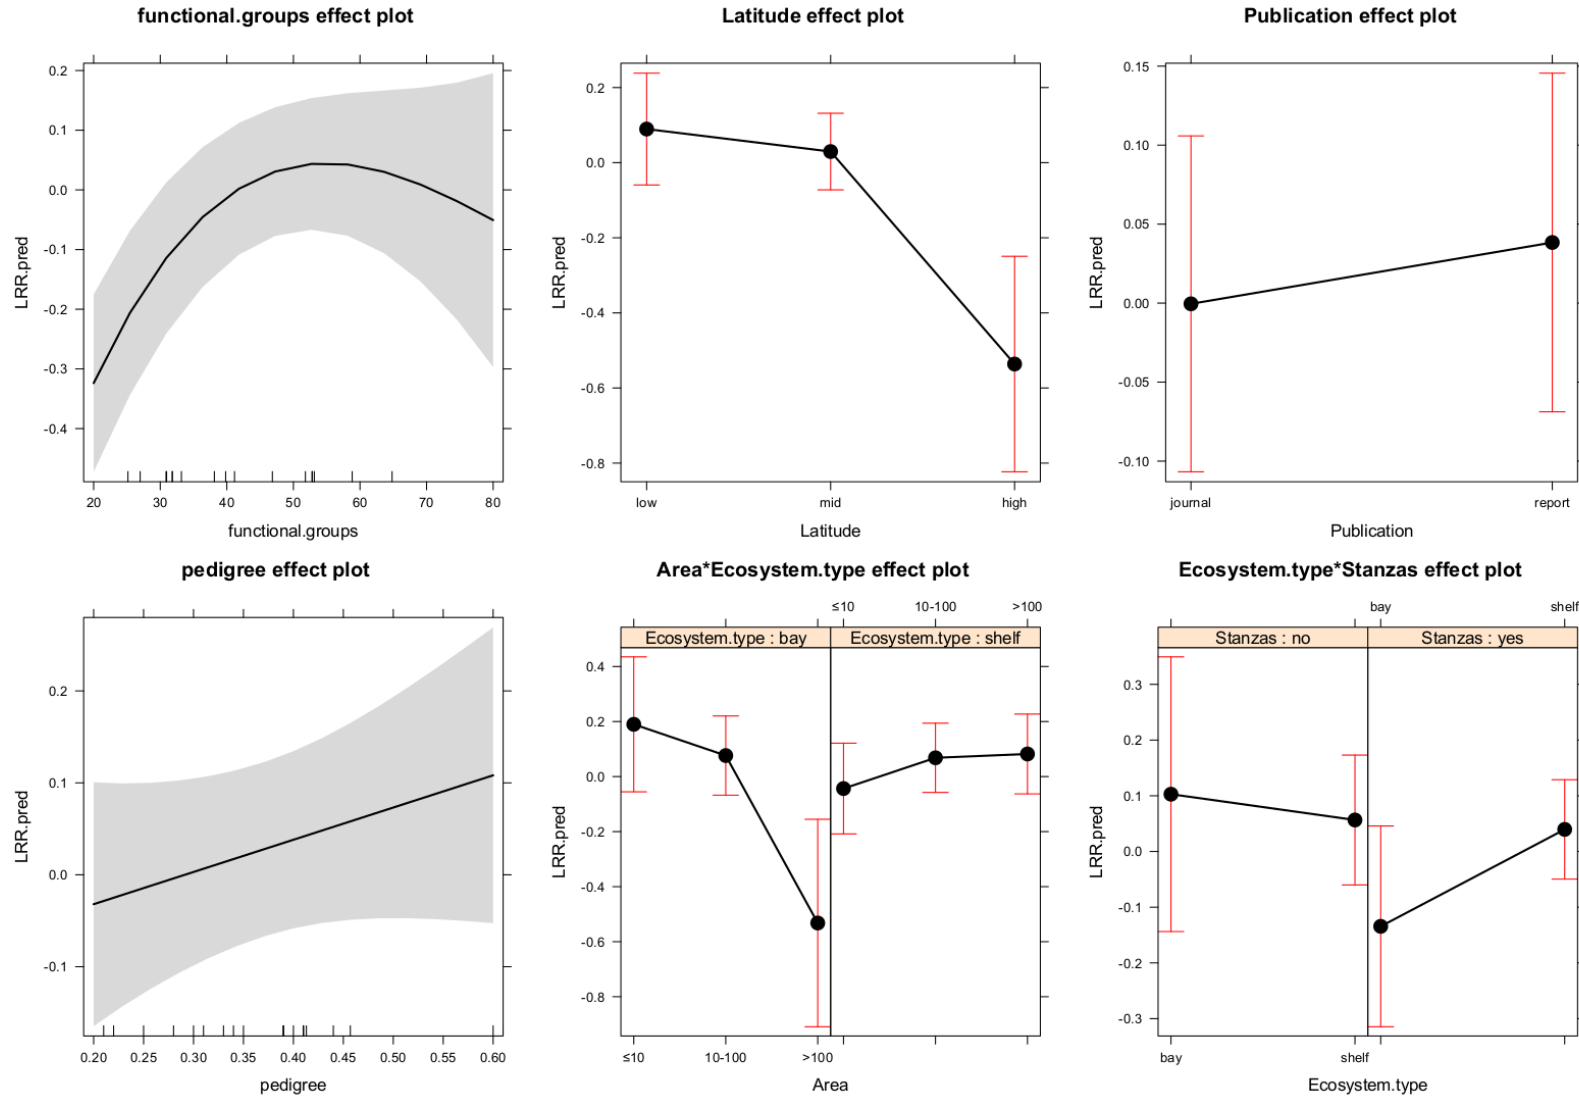 functional.groups effect plot
LRR.pred
0.2
0.1
0.0
-0.1
-0.2
-0.3
-0.4
20 30 40 50 60 70 80
functional.groups
Latitude effect plot
LRR.pred
0.2
0.0
-0.2
-0.4
-0.6
-0.8
low mid high
Latitude
Publication effect plot
LRR.pred
0.15
0.10
0.05
0.00
-0.05
-0.10
journal report
Publication
pedigree effect plot
LRR.pred
0.2
0.1
0.0
-0.1
0.20 0.25 0.30 0.35 0.40 0.45 0.50 0.55 0.60
pedigree
Area*Ecosystem.type effect plot
≤10 10-100 >100
Ecosystem.type : bay Ecosystem.type : shelf
LRR.pred
0.4
0.2
0.0
-0.2
-0.4
-0.6
-0.8
≤10 10-100 >100
Area
Ecosystem.type*Stanzas effect plot
bay shelf
Stanzas : no Stanzas : yes
LRR.pred
0.3
0.2
0.1
0.0
-0.1
-0.2
-0.3
bay shelf
Ecosystem.type